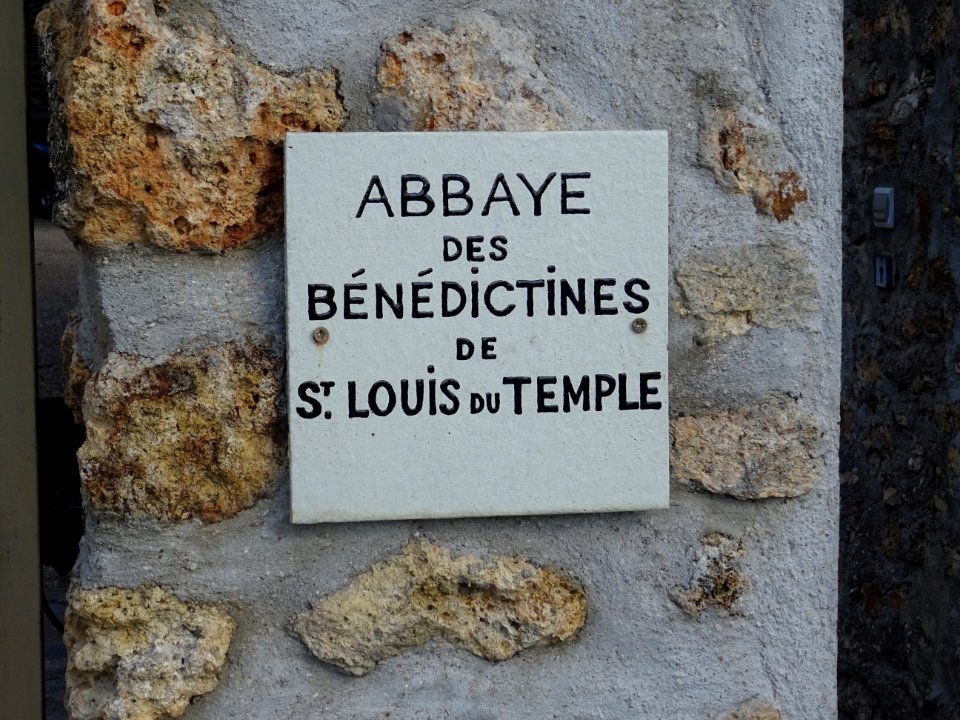 ABBAYE
DES
BÉNÉDICTINES
DE
ST. LOUIS DU TEMPLE